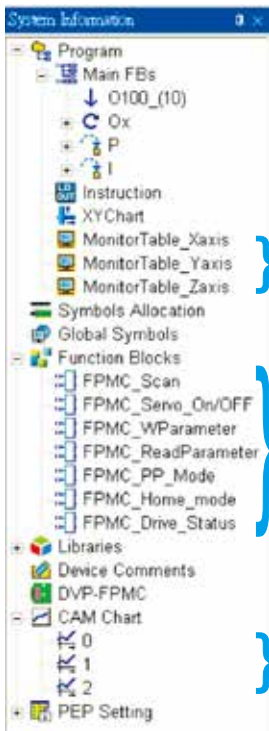 System Information
Program
Main FBs
O100_(10)
Ox
P
I
LD
OUT
Instruction
XYChart
MonitorTable_Xaxis
MonitorTable_Yaxis
MonitorTable_Zaxis
Symbols Allocation
Global Symbols
Function Blocks
FPMC_Scan
FPMC_Servo_On/OFF
FPMC_WParameter
FPMC_ReadParameter
FPMC_PP_Mode
FPMC_Home_mode
FPMC_Drive_Status
Libraries
Device Comments
DVP-FPMC
CAM Chart
0
1
2
PEP Setting